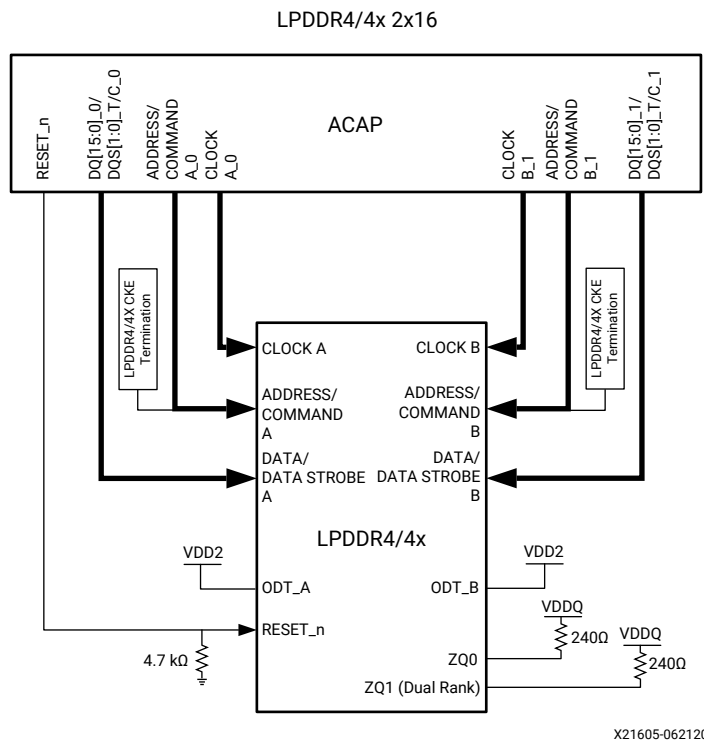 LPDDR4/4x 2x16
RESET_n
DQ[15:0]_0/
DQS[1:0]_T/C_0
ADDRESS/
COMMAND
A_0
CLOCK
A_0
ACAP
CLOCK
B_1
ADDRESS/
COMMAND
B_1
DQ[15:0]_1/
DQS[1:0]_T/C_1
LPDDR4/4X CKE
Termination
LPDDR4/4X CKE
Termination
CLOCK A
CLOCK B
ADDRESS/
COMMAND
A
ADDRESS/
COMMAND
B
DATA/
DATA STROBE
A
DATA/
DATA STROBE
B
LPDDR4/4x
VDD2
VDD2
ODT_A
ODT_B
VDDQ
VDDQ
RESET_n
240Ω
240Ω
4.7 kΩ
ZQ0
ZQ1 (Dual Rank)
X21605-062120